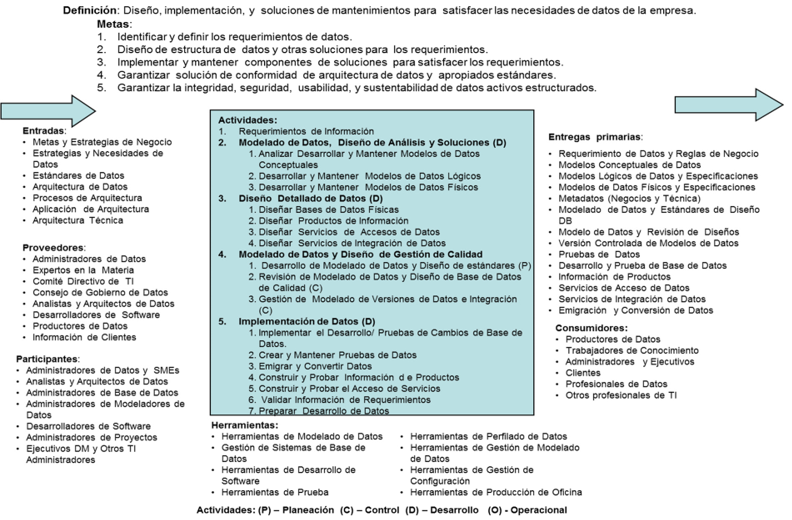 Definición: Diseño, implementación, y soluciones de mantenimientos para satisfacer las necesidades de datos de la empresa.
Metas:
1. Identificar y definir los requerimientos de datos.
2. Diseño de estructura de datos y otras soluciones para los requerimientos.
3. Implementar y mantener componentes de soluciones para satisfacer los requerimientos.
4. Garantizar solución de conformidad de arquitectura de datos y apropiados estándares.
5. Garantizar la integridad, seguridad, usabilidad, y sustentabilidad de datos activos estructurados.
Entradas:
• Metas y Estrategias de Negocio
• Estrategias y Necesidades de
Datos
• Estándares de Datos
• Arquitectura de Datos
• Procesos de Arquitectura
• Aplicación de Arquitectura
• Arquitectura Técnica
Proveedores:
• Administradores de Datos
• Expertos en la Materia
• Comité Directivo de TI
• Consejo de Gobierno de Datos
• Analistas y Arquitectos de Datos
• Desarrolladores de Software
• Productores de Datos
• Información de Clientes
Participantes:
• Administradores de Datos y SMEs
• Analistas y Arquitectos de Datos
• Administradores de Base de Datos
• Administradores de Modeladores de
Datos
• Desarrolladores de Software
• Administradores de Proyectos
• Ejecutivos DM y Otros TI
Administradores
Actividades:
1. Requerimientos de Información
2. Modelado de Datos, Diseño de Análisis y Soluciones (D)
1. Analizar Desarrollar y Mantener Modelos de Datos
Conceptuales
2. Desarrollar y Mantener Modelos de Datos Lógicos
3. Desarrollar y Mantener Modelos de Datos Físicos
3. Diseño Detallado de Datos (D)
1. Diseñar Bases de Datos Físicas
2. Diseñar Productos de Información
3. Diseñar Servicios de Accesos de Datos
4. Diseñar Servicios de Integración de Datos
4. Modelado de Datos y Diseño de Gestión de Calidad
1. Desarrollo de Modelado de Datos y Diseño de estándares (P)
2. Revisión de Modelado de Datos y Diseño de Base de Datos
de Calidad (C)
3. Gestión de Modelado de Versiones de Datos e Integración
(C)
5. Implementación de Datos (D)
1. Implementar el Desarrollo/ Pruebas de Cambios de Base de
Datos.
2. Crear y Mantener Pruebas de Datos
3. Emigrar y Convertir Datos
4. Construir y Probar Información d e Productos
5. Construir y Probar el Acceso de Servicios
6. Validar Información de Requerimientos
7. Preparar Desarrollo de Datos
Entregas primarias:
• Requerimiento de Datos y Reglas de Negocio
• Modelos Conceptuales de Datos
• Modelos Lógicos de Datos y Especificaciones
• Modelos de Datos Físicos y Especificaciones
• Metadatos (Negocios y Técnica)
• Modelado de Datos y Estándares de Diseño
DB
• Modelo de Datos y Revisión de Diseños
• Versión Controlada de Modelos de Datos
• Pruebas de Datos
• Desarrollo y Prueba de Base de Datos
• Información de Productos
• Servicios de Acceso de Datos
• Servicios de Integración de Datos
• Emigración y Conversión de Datos
Consumidores:
• Productores de Datos
• Trabajadores de Conocimiento
• Administradores y Ejecutivos
• Clientes
• Profesionales de Datos
• Otros profesionales de TI
Herramientas:
• Herramientas de Modelado de Datos
• Gestión de Sistemas de Base de
Datos
• Herramientas de Desarrollo de
Software
• Herramientas de Prueba
• Herramientas de Perfilado de Datos
• Herramientas de Gestión de Modelado
de Datos
• Herramientas de Gestión de
Configuración
• Herramientas de Producción de Oficina
Actividades: (P) – Planeación (C) – Control (D) – Desarrollo (O) - Operacional